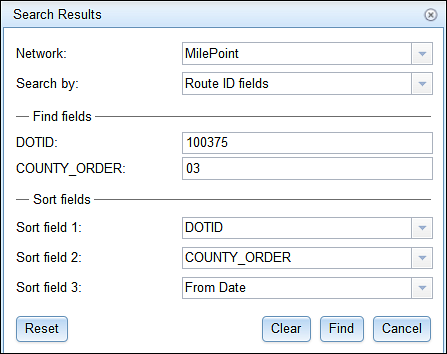 Search Results
Network: MilePoint
Search by: Route ID fields
Find fields
DOTID: 100375
COUNTY_ORDER: 03
Sort fields
Sort field 1: DOTID
Sort field 2: COUNTY_ORDER
Sort field 3: From Date
Reset Clear Find Cancel